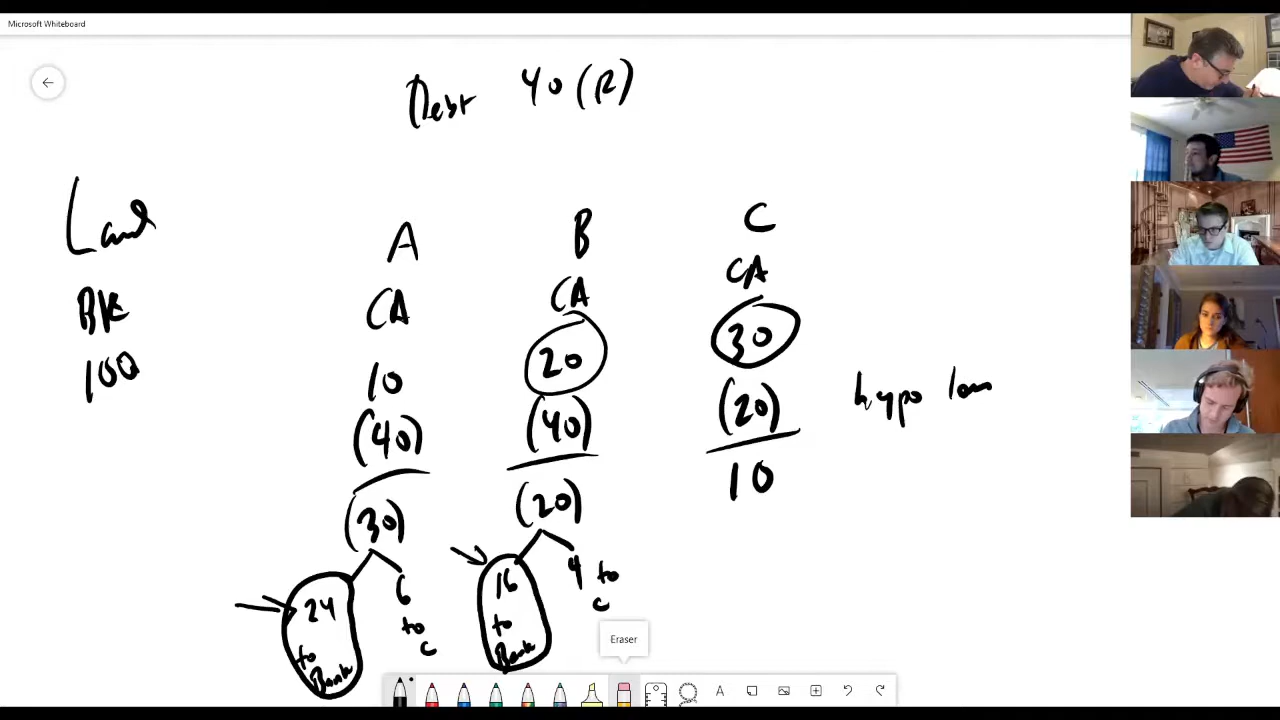 Microsoft Whiteboard
Debt 40 (R)
Land
BK
100
A
CA
10
(40)
(30)
24
to
Bank
6
to
C
B
CA
20
(40)
(20)
16
to
Bank
4 to
C
C
CA
30
(20)
10
hypo loss
Eraser
A